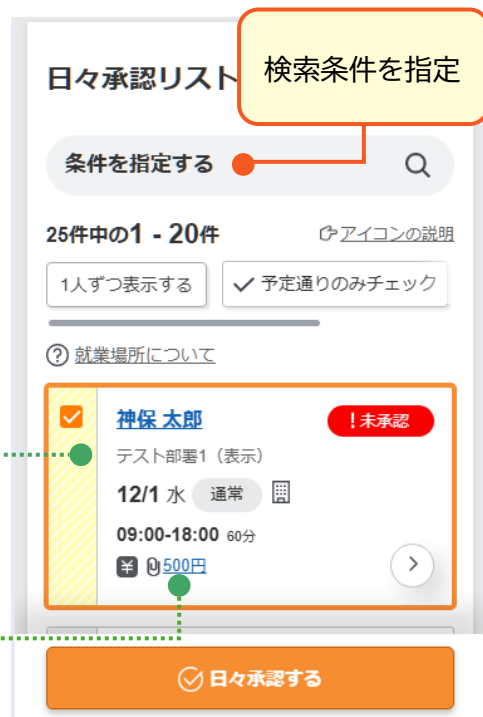 検索条件を指定
日々承認リスト
条件を指定する
25件中の1 - 20件 アイコンの説明
1人ずつ表示する 予定通りのみチェック
就業場所について
神保 太郎 !未承認
テスト部署1（表示）
12/1 水 通常
09:00-18:00 60分
¥ 500円
日々承認する